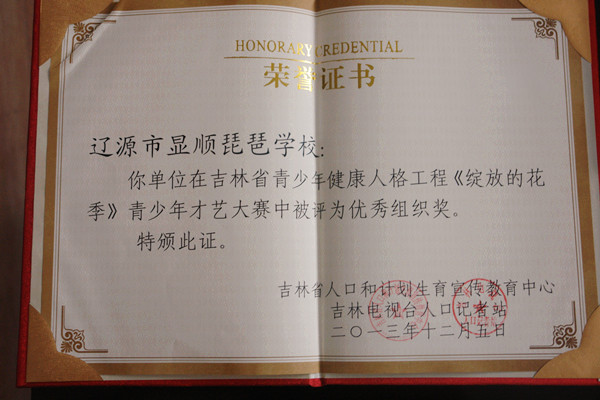 HONORARY CREDENTIAL
荣誉证书
辽源市显顺琵琶学校：
你单位在吉林省青少年健康人格工程《绽放的花
季》青少年才艺大赛中被评为优秀组织奖。
特颁此证。
吉林省人口和计划生育宣传教育中心
吉林电视台人口记者站
二〇一三年十二月五日